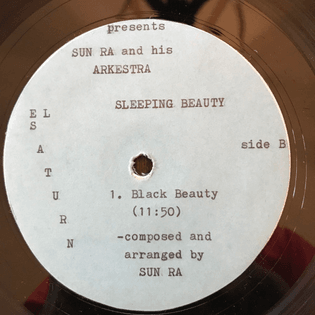 presents
SUN RA and his
ARKESTRA
SLEEPING BEAUTY
E L
S
A
T
U
R
N
side B
1. Black Beauty
(11:50)
-composed and
arranged by
SUN RA